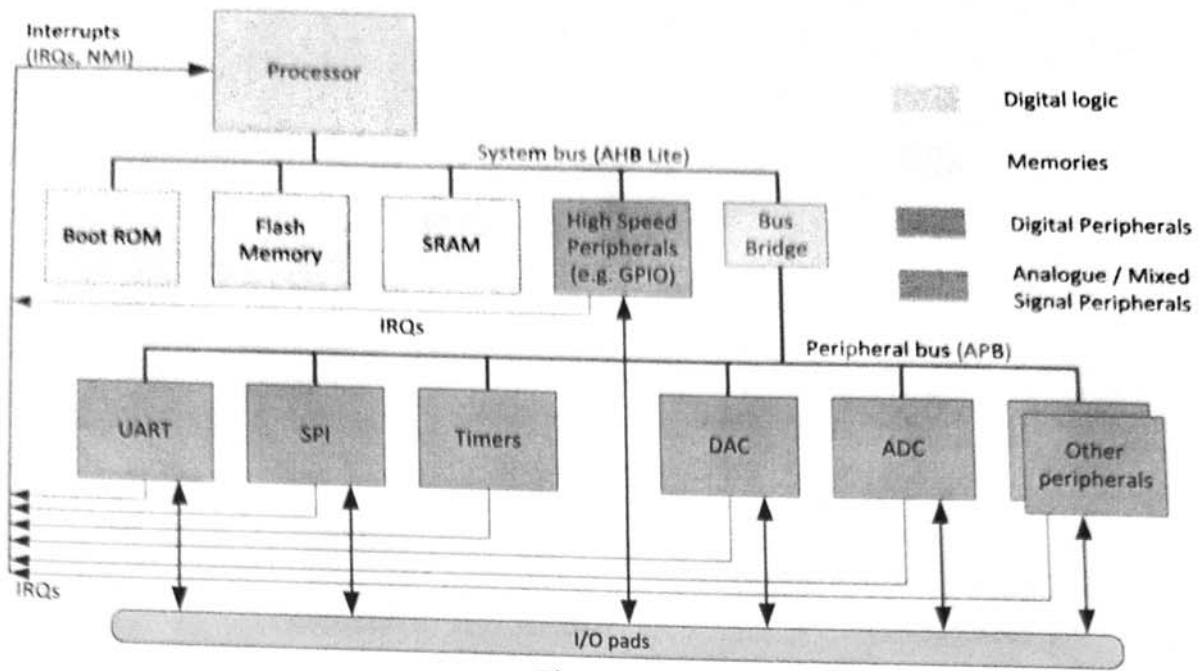 Interrupts
(IRQs, NMI)
Processor
Digital logic
System bus (AHB Lite)
Memories
Boot ROM
Flash
Memory
SRAM
High Speed
Peripherals
(e.g. GPIO)
Bus
Bridge
Digital Peripherals
Analogue / Mixed
Signal Peripherals
IRQs
Peripheral bus (APB)
UART
SPI
Timers
DAC
ADC
Other
peripherals
IRQs
I/O pads